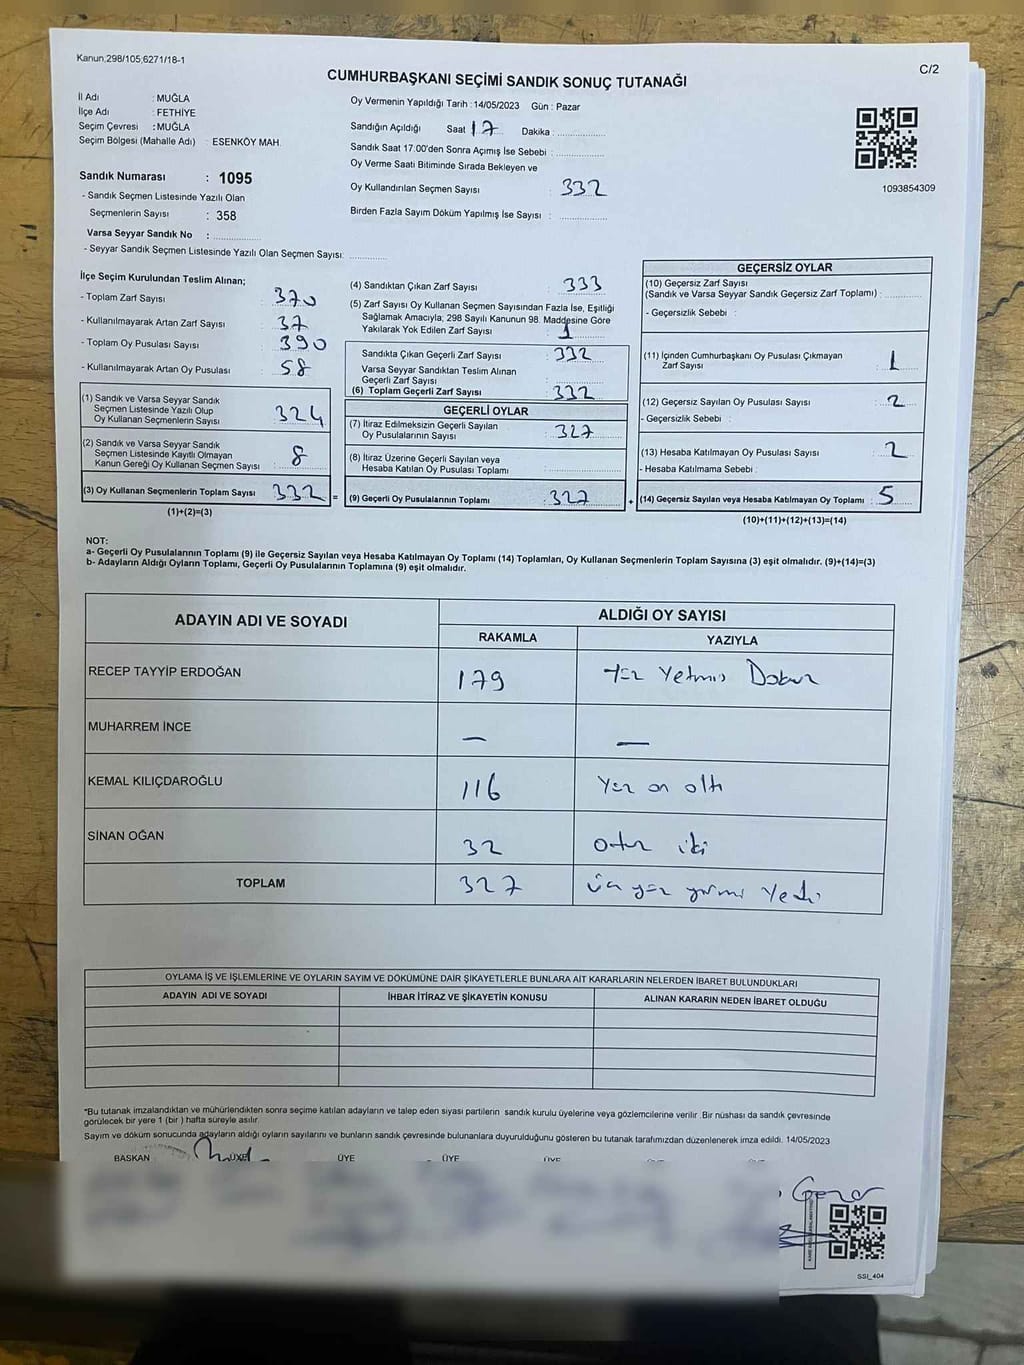 Kanun,298/105,6271/18-1
C/2
CUMHURBAŞKANI SEÇİMİ SANDIK SONUÇ TUTANAĞI
İl Adı : MUĞLA
İlçe Adı : FETHİYE
Seçim Çevresi : MUĞLA
Seçim Bölgesi (Mahalle Adı) ESENKÖY MAH.
Sandık Numarası : 1095
- Sandık Seçmen Listesinde Yazılı Olan
Seçmenlerin Sayısı : 358
Varsa Seyyar Sandık No :
- Seyyar Sandık Seçmen Listesinde Yazılı Olan Seçmen Sayısı:
Oy Vermenin Yapıldığı Tarih :14/05/2023 Gün : Pazar
Sandığın Açıldığı Saat 17 Dakika :
Sandık Saat 17:00'den Sonra Açımış İse Sebebi :
Oy Verme Saati Bitiminde Sırada Bekleyen ve
Oy Kullandırılan Seçmen Sayısı : 332
Birden Fazla Sayım Döküm Yapılmış İse Sayısı :
1093854309
İlçe Seçim Kurulundan Teslim Alınan;
- Toplam Zarf Sayısı : 370
- Kullanılmayarak Artan Zarf Sayısı : 37
- Toplam Oy Pusulası Sayısı : 390
- Kullanılmayarak Artan Oy Pusulası : 58
(1) Sandık ve Varsa Seyyar Sandık
Seçmen Listesinde Yazılı Olup
Oy Kullanan Seçmenlerin Sayısı : 324
(2) Sandık ve Varsa Seyyar Sandık
Seçmen Listesinde Kayıtlı Olmayan
Kanun Gereği Oy Kullanan Seçmen Sayısı : 8
(3) Oy Kullanan Seçmenlerin Toplam Sayısı : 332 =
(1)+(2)=(3)
(4) Sandıktan Çıkan Zarf Sayısı : 333
(5) Zarf Sayısı Oy Kullanan Seçmen Sayısından Fazla İse, Eşitliği
Sağlamak Amacıyla; 298 Sayılı Kanunun 98. Maddesine Göre
Yakılarak Yok Edilen Zarf Sayısı : 1
Sandıkta Çıkan Geçerli Zarf Sayısı : 332
Varsa Seyyar Sandıktan Teslim Alınan
Geçerli Zarf Sayısı :
(6) Toplam Geçerli Zarf Sayısı : 332
GEÇERLİ OYLAR
(7) İtiraz Edilmeksizin Geçerli Sayılan
Oy Pusulalarının Sayısı : 327
(8) İtiraz Üzerine Geçerli Sayılan veya
Hesaba Katılan Oy Pusulası Toplamı :
(9) Geçerli Oy Pusulalarının Toplamı : 327 +
GEÇERSİZ OYLAR
(10) Geçersiz Zarf Sayısı
(Sandık ve Varsa Seyyar Sandık Geçersiz Zarf Toplamı) :
- Geçersizlik Sebebi :
(11) İçinden Cumhurbaşkanı Oy Pusulası Çıkmayan
Zarf Sayısı : 1
(12) Geçersiz Sayılan Oy Pusulası Sayısı : 2
- Geçersizlik Sebebi :
(13) Hesaba Katılmayan Oy Pusulası Sayısı : 2
- Hesaba Katılmama Sebebi :
(14) Geçersiz Sayılan veya Hesaba Katılmayan Oy Toplamı : 5
(10)+(11)+(12)+(13)=(14)
NOT:
a- Geçerli Oy Pusulalarının Toplamı (9) ile Geçersiz Sayılan veya Hesaba Katılmayan Oy Toplamı (14) Toplamları, Oy Kullanan Seçmenlerin Toplam Sayısına (3) eşit olmalıdır. (9)+(14)=(3)
b- Adayların Aldığı Oyların Toplamı, Geçerli Oy Pusulalarının Toplamına (9) eşit olmalıdır.
ADAYIN ADI VE SOYADI
ALDIĞI OY SAYISI
RAKAMLA YAZIYLA
RECEP TAYYİP ERDOĞAN 179 Yüz Yetmiş Dokuz
MUHARREM İNCE — —
KEMAL KILIÇDAROĞLU 116 Yüz on altı
SİNAN OĞAN 32 otuz iki
TOPLAM 327 üç yüz yirmi Yedi
OYLAMA İŞ VE İŞLEMLERİNE VE OYLARIN SAYIM VE DÖKÜMÜNE DAİR ŞİKAYETLERLE BUNLARA AİT KARARLARIN NELERDEN İBARET BULUNDUKLARI
ADAYIN ADI VE SOYADI İHBAR İTİRAZ VE ŞİKAYETİN KONUSU ALINAN KARARIN NEDEN İBARET OLDUĞU
*Bu tutanak imzalandıktan ve mühürlendikten sonra seçime katılan adayların ve talep eden siyasi partilerin sandık kurulu üyelerine veya gözlemcilerine verilir .Bir nüshası da sandık çevresinde
görülecek bir yere 1 (bir ) hafta süreyle asılır.
Sayım ve döküm sonucunda adayların aldığı oyların sayılarını ve bunların sandık çevresinde bulunanlara duyurulduğunu gösteren bu tutanak tarafımızdan düzenlenerek imza edildi. 14/05/2023
BAŞKAN ÜYE ÜYE ÜYE
SSI_404